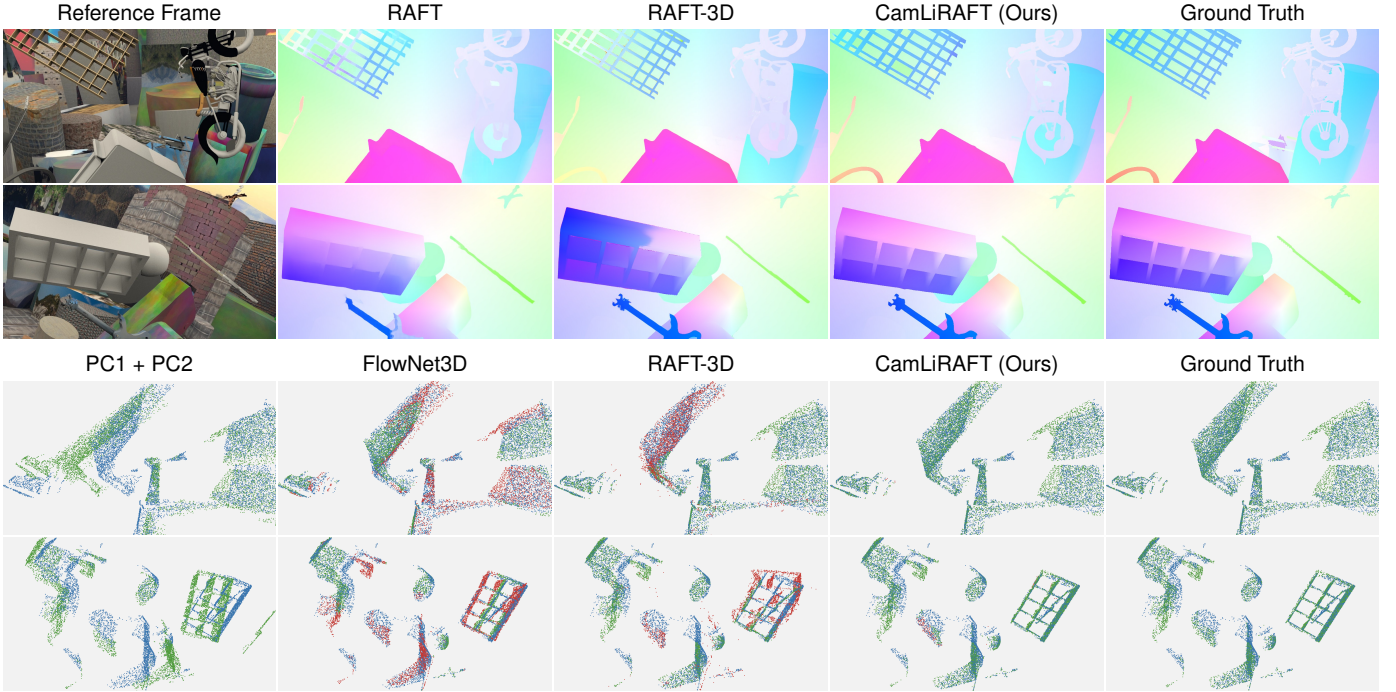 Reference Frame RAFT RAFT-3D CamLiRAFT (Ours) Ground Truth
PC1 + PC2 FlowNet3D RAFT-3D CamLiRAFT (Ours) Ground Truth